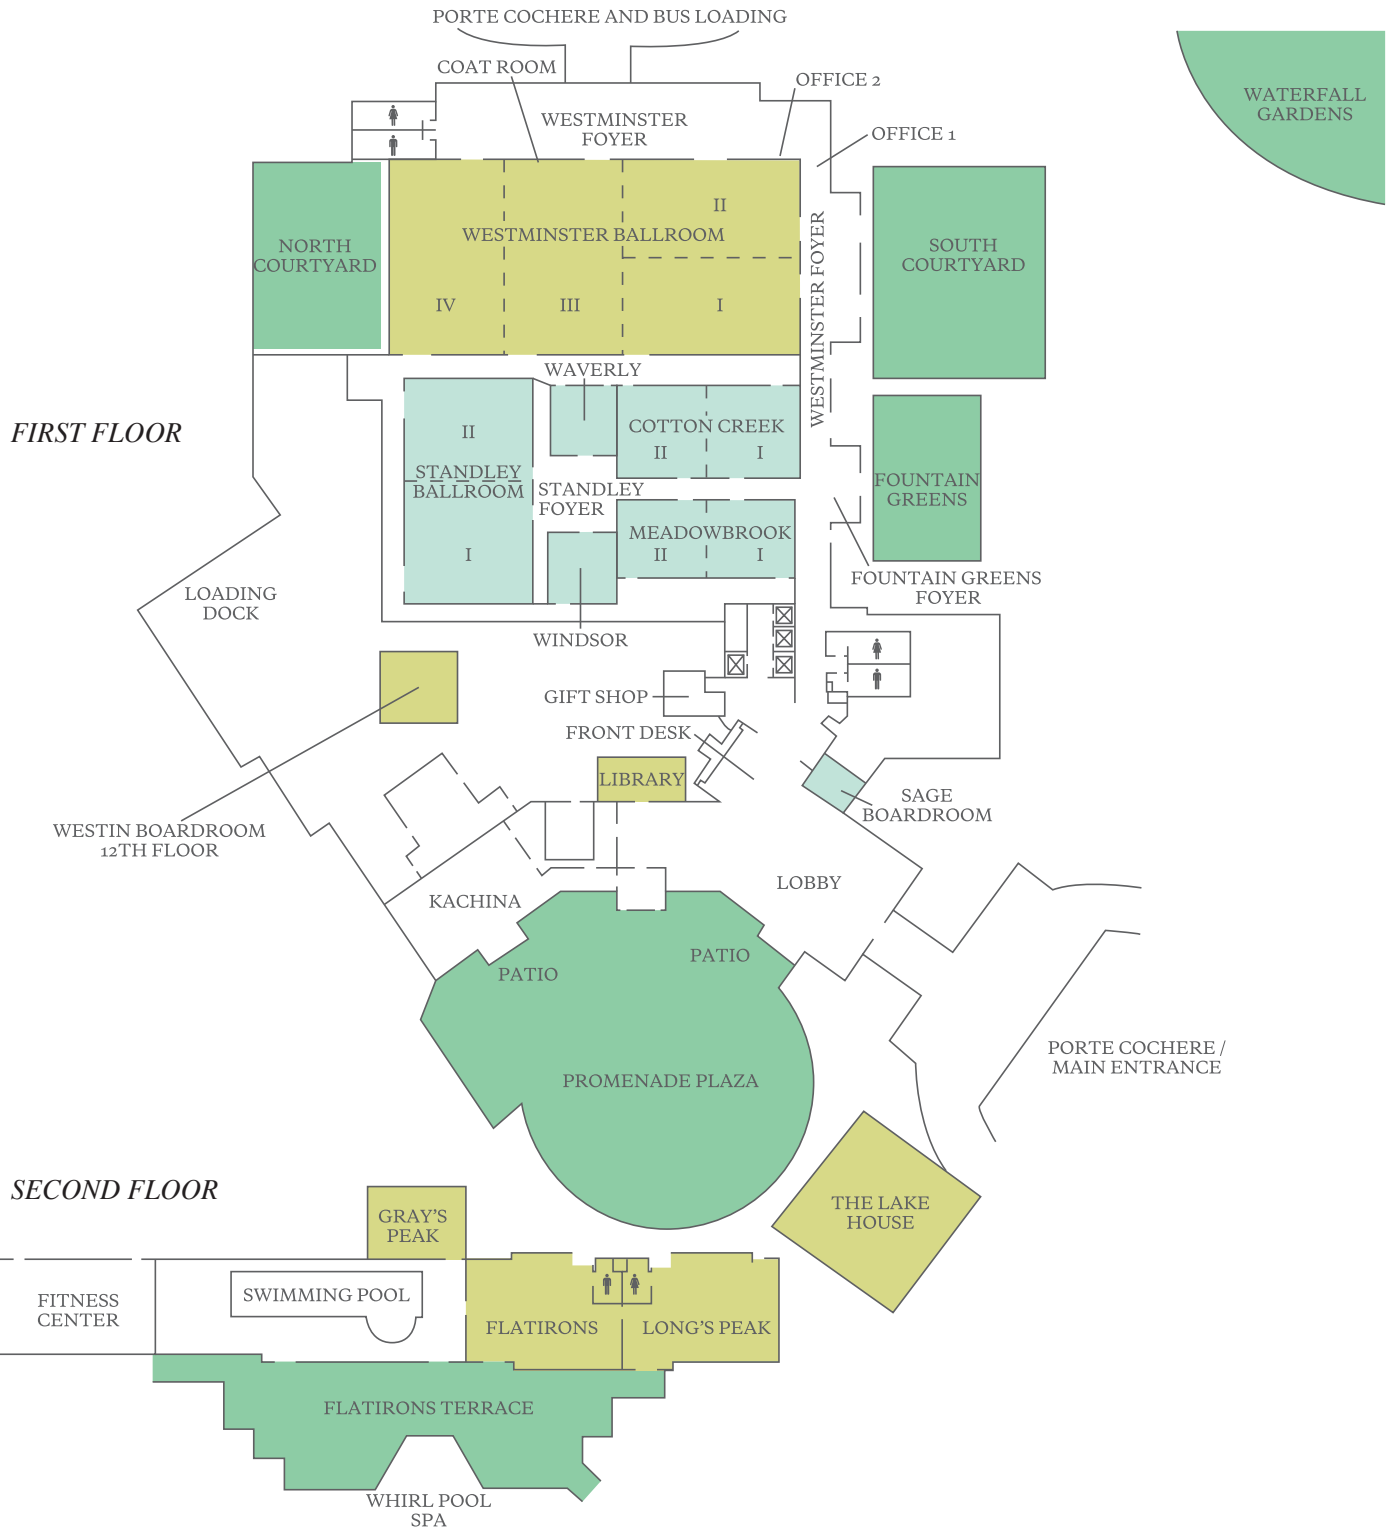 PORTE COCHERE AND BUS LOADING
COAT ROOM
OFFICE 2
WATERFALL
GARDENS
WESTMINSTER
FOYER
OFFICE 1
II
WESTMINSTER BALLROOM
NORTH
COURTYARD
SOUTH
COURTYARD
IV
III
I
WESTMINSTER FOYER
WAVERLY
FIRST FLOOR
II
COTTON CREEK
II
I
STANDLEY
BALLROOM
STANDLEY
FOYER
FOUNTAIN
GREENS
MEADOWBROOK
I
II
I
FOUNTAIN GREENS
FOYER
LOADING
DOCK
WINDSOR
GIFT SHOP
FRONT DESK
LIBRARY
SAGE
BOARDROOM
WESTIN BOARDROOM
12TH FLOOR
LOBBY
KACHINA
PATIO
PATIO
PORTE COCHERE /
MAIN ENTRANCE
PROMENADE PLAZA
SECOND FLOOR
GRAY'S
PEAK
THE LAKE
HOUSE
FITNESS
CENTER
SWIMMING POOL
FLATIRONS
LONG'S PEAK
FLATIRONS TERRACE
WHIRL POOL
SPA